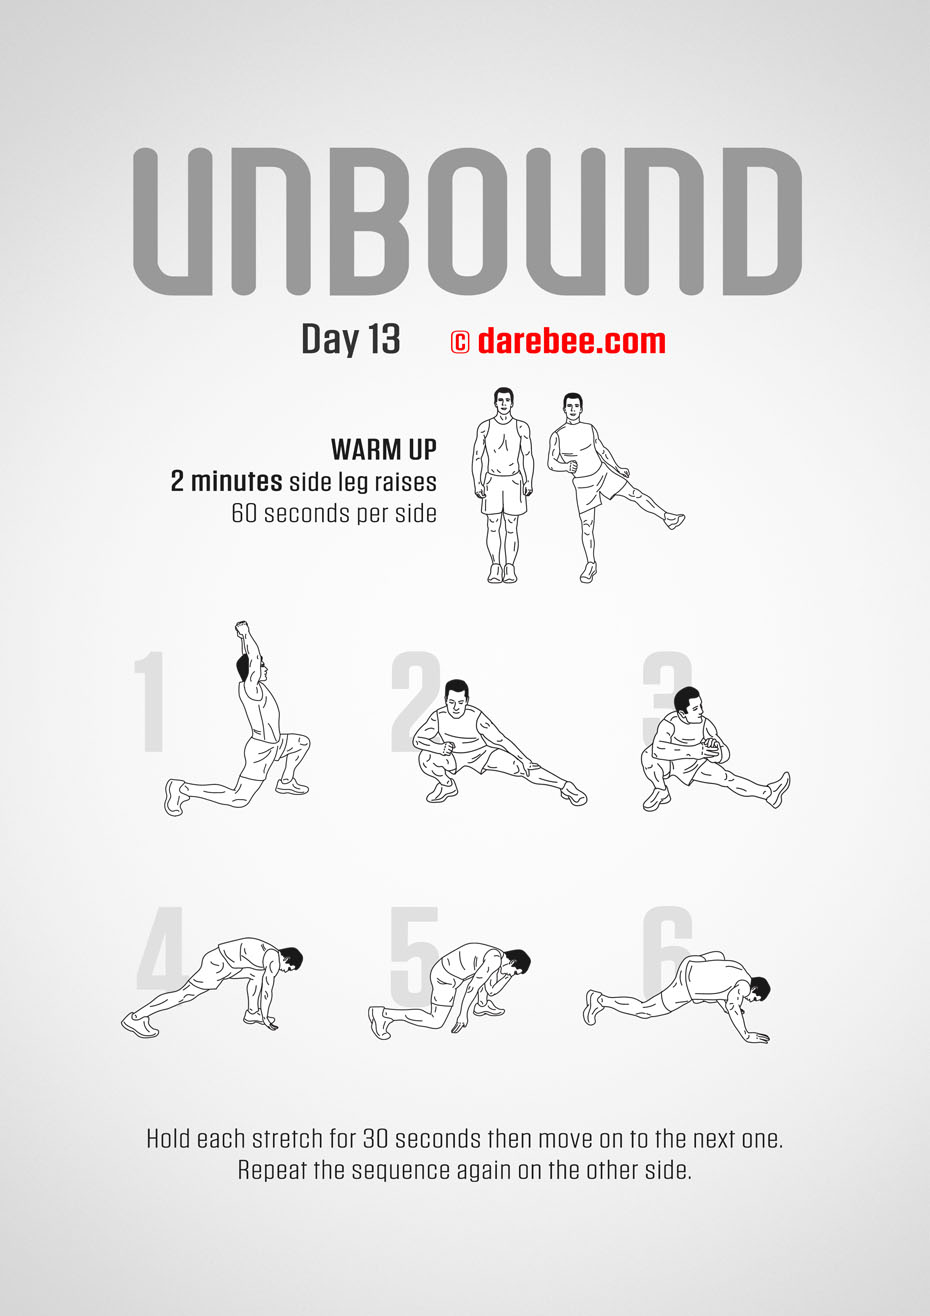 UNBOUND
Day 13
© darebee.com
WARM UP
2 minutes side leg raises
60 seconds per side
1
2
3
4
5
6
Hold each stretch for 30 seconds then move on to the next one.
Repeat the sequence again on the other side.